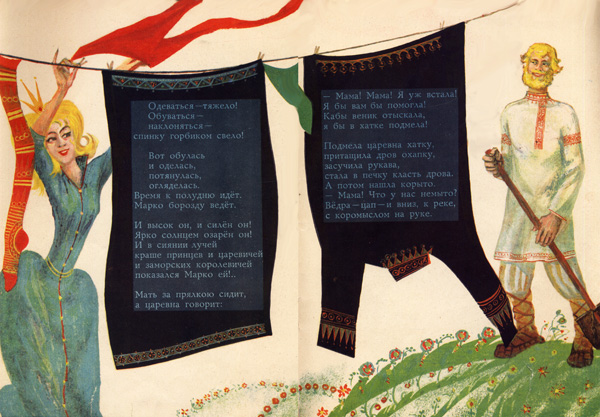 Одеваться—тяжело!
Обуваться—
наклоняться—
спинку горбиком свело!
Вот обулась
и оделась,
потянулась,
огляделась.
Время к полудню идёт.
Марко борозду ведёт.
И высок он, и силён он!
Ярко солнцем озарён он!
И в сиянии лучей
краше принцев и царевичей
и заморских королевичей
показался Марко ей!..
Мать за прялкою сидит,
а царевна говорит:
— Мама! Мама! Я уж встала!
Я бы вам бы помогла!
Кабы веник отыскала,
я бы в хатке подмела!
Подмела царевна хатку,
притащила дров охапку,
засучила рукава,
стала в печку класть дрова.
А потом нашла корыто.
— Мама! Что у нас немыто?
Вёдра—цап—и вниз, к реке,
с коромыслом на руке.